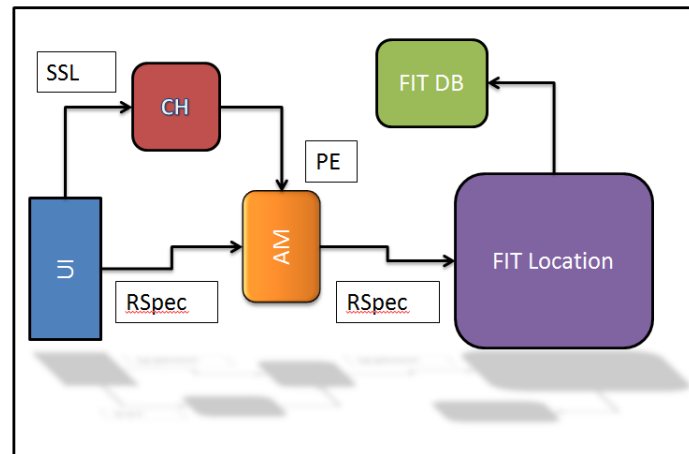 SSL
CH
FIT DB
PE
UI
AM
FIT Location
RSpec
RSpec